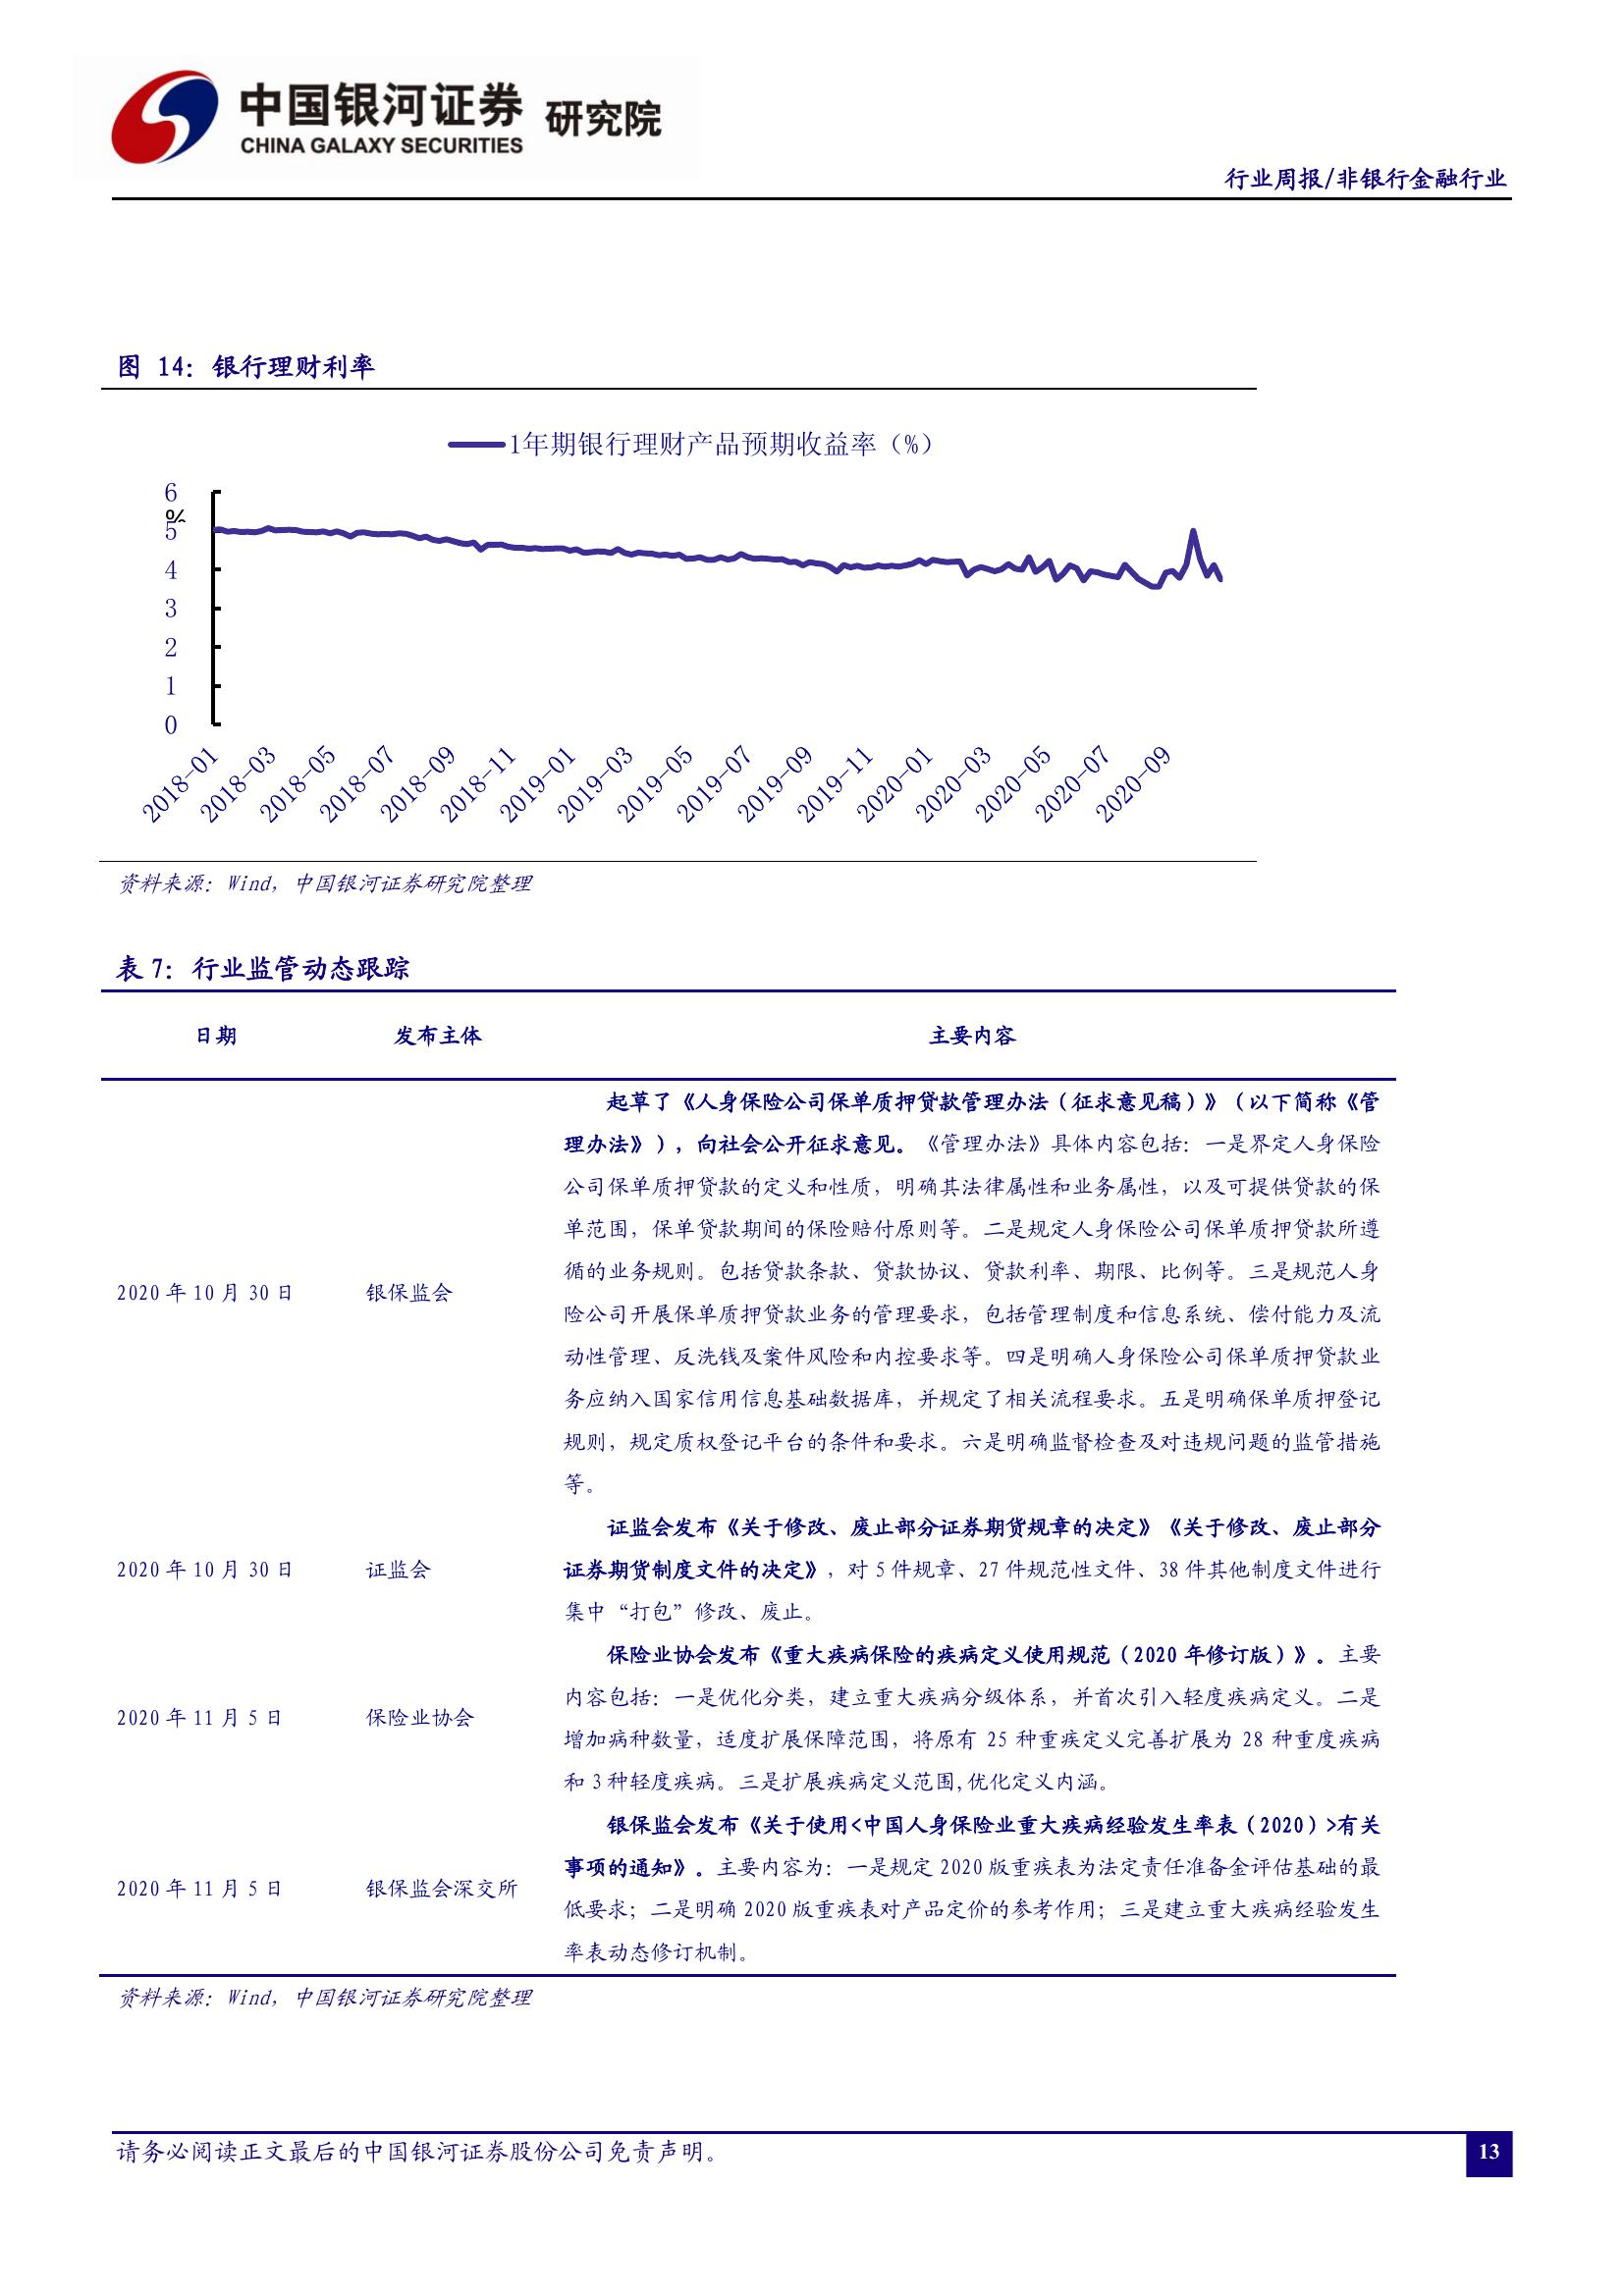 中国银河证券 研究院
CHINA GALAXY SECURITIES
行业周报/非银行金融行业
图 14：银行理财利率
1年期银行理财产品预期收益率（%）
6
%
5
4
3
2
1
0
2018-01 2018-03 2018-05 2018-07 2018-09 2018-11 2019-01 2019-03 2019-05 2019-07 2019-09 2019-11 2020-01 2020-03 2020-05 2020-07 2020-09
资料来源：Wind，中国银河证券研究院整理
表 7：行业监管动态跟踪
日期 发布主体 主要内容
2020 年 10 月 30 日 银保监会
起草了《人身保险公司保单质押贷款管理办法（征求意见稿）》（以下简称《管
理办法》），向社会公开征求意见。《管理办法》具体内容包括：一是界定人身保险
公司保单质押贷款的定义和性质，明确其法律属性和业务属性，以及可提供贷款的保
单范围，保单贷款期间的保险赔付原则等。二是规定人身保险公司保单质押贷款所遵
循的业务规则。包括贷款条款、贷款协议、贷款利率、期限、比例等。三是规范人身
险公司开展保单质押贷款业务的管理要求，包括管理制度和信息系统、偿付能力及流
动性管理、反洗钱及案件风险和内控要求等。四是明确人身保险公司保单质押贷款业
务应纳入国家信用信息基础数据库，并规定了相关流程要求。五是明确保单质押登记
规则，规定质权登记平台的条件和要求。六是明确监督检查及对违规问题的监管措施
等。
2020 年 10 月 30 日 证监会
证监会发布《关于修改、废止部分证券期货规章的决定》《关于修改、废止部分
证券期货制度文件的决定》，对 5 件规章、27 件规范性文件、38 件其他制度文件进行
集中“打包”修改、废止。
2020 年 11 月 5 日 保险业协会
保险业协会发布《重大疾病保险的疾病定义使用规范（2020 年修订版）》。主要
内容包括：一是优化分类，建立重大疾病分级体系，并首次引入轻度疾病定义。二是
增加病种数量，适度扩展保障范围，将原有 25 种重疾定义完善扩展为 28 种重度疾病
和 3 种轻度疾病。三是扩展疾病定义范围,优化定义内涵。
2020 年 11 月 5 日 银保监会深交所
银保监会发布《关于使用<中国人身保险业重大疾病经验发生率表（2020）>有关
事项的通知》。主要内容为：一是规定 2020 版重疾表为法定责任准备金评估基础的最
低要求；二是明确 2020 版重疾表对产品定价的参考作用；三是建立重大疾病经验发生
率表动态修订机制。
资料来源：Wind，中国银河证券研究院整理
请务必阅读正文最后的中国银河证券股份公司免责声明。
13